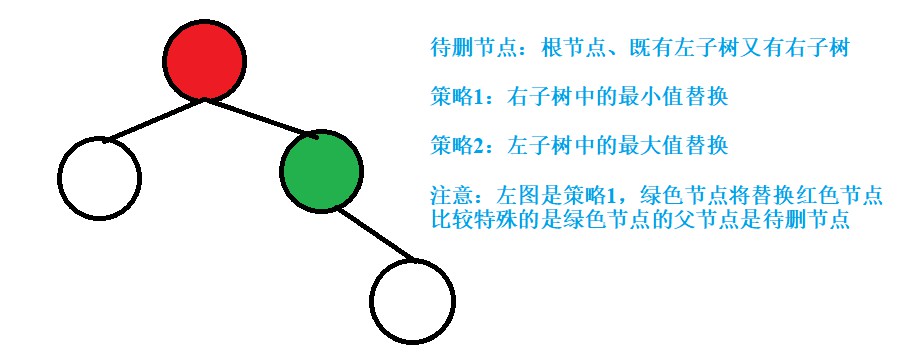 待删节点：根节点、既有左子树又有右子树
策略1：右子树中的最小值替换
策略2：左子树中的最大值替换
注意：左图是策略1，绿色节点将替换红色节点
比较特殊的是绿色节点的父节点是待删节点